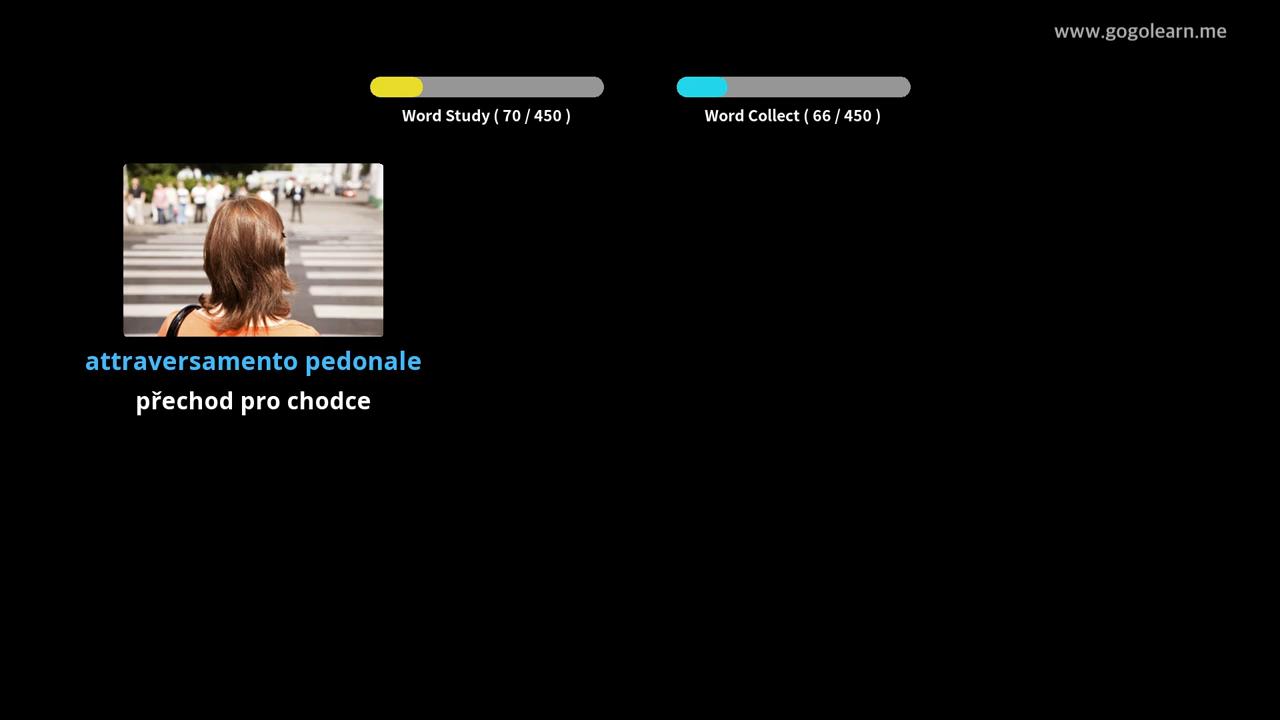 www.gogolearn.me
Word Study ( 70 / 450 )
Word Collect ( 66 / 450 )
attraversamento pedonale
přechod pro chodce